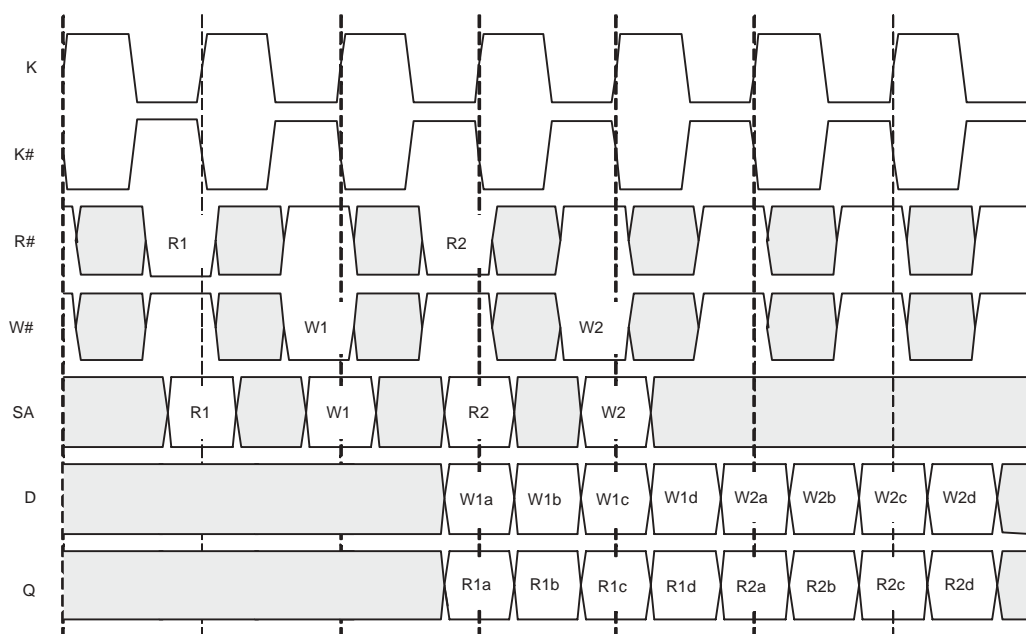 K
K#
R# R1 R2
W# W1 W2
SA R1 W1 R2 W2
D W1a W1b W1c W1d W2a W2b W2c W2d
Q R1a R1b R1c R1d R2a R2b R2c R2d